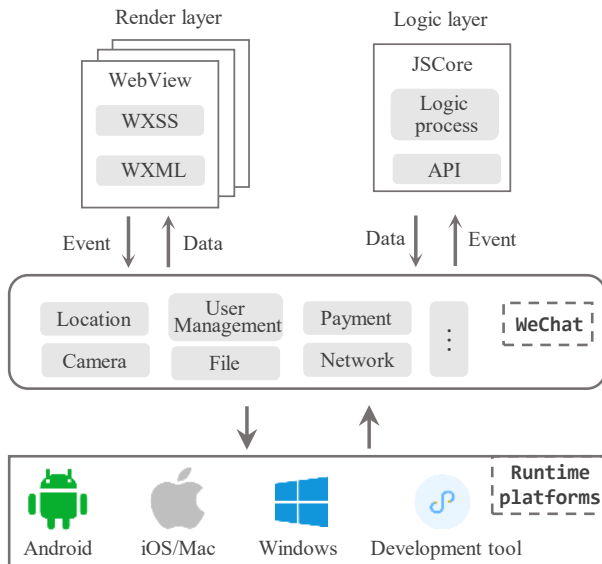 Render layer
Logic layer
WebView
WXSS
WXML
JSCore
Logic
process
API
Event
Data
Data
Event
Location
User
Management
Payment
⋮
WeChat
Camera
File
Network
Runtime
platforms
Android
iOS/Mac
Windows
Development tool